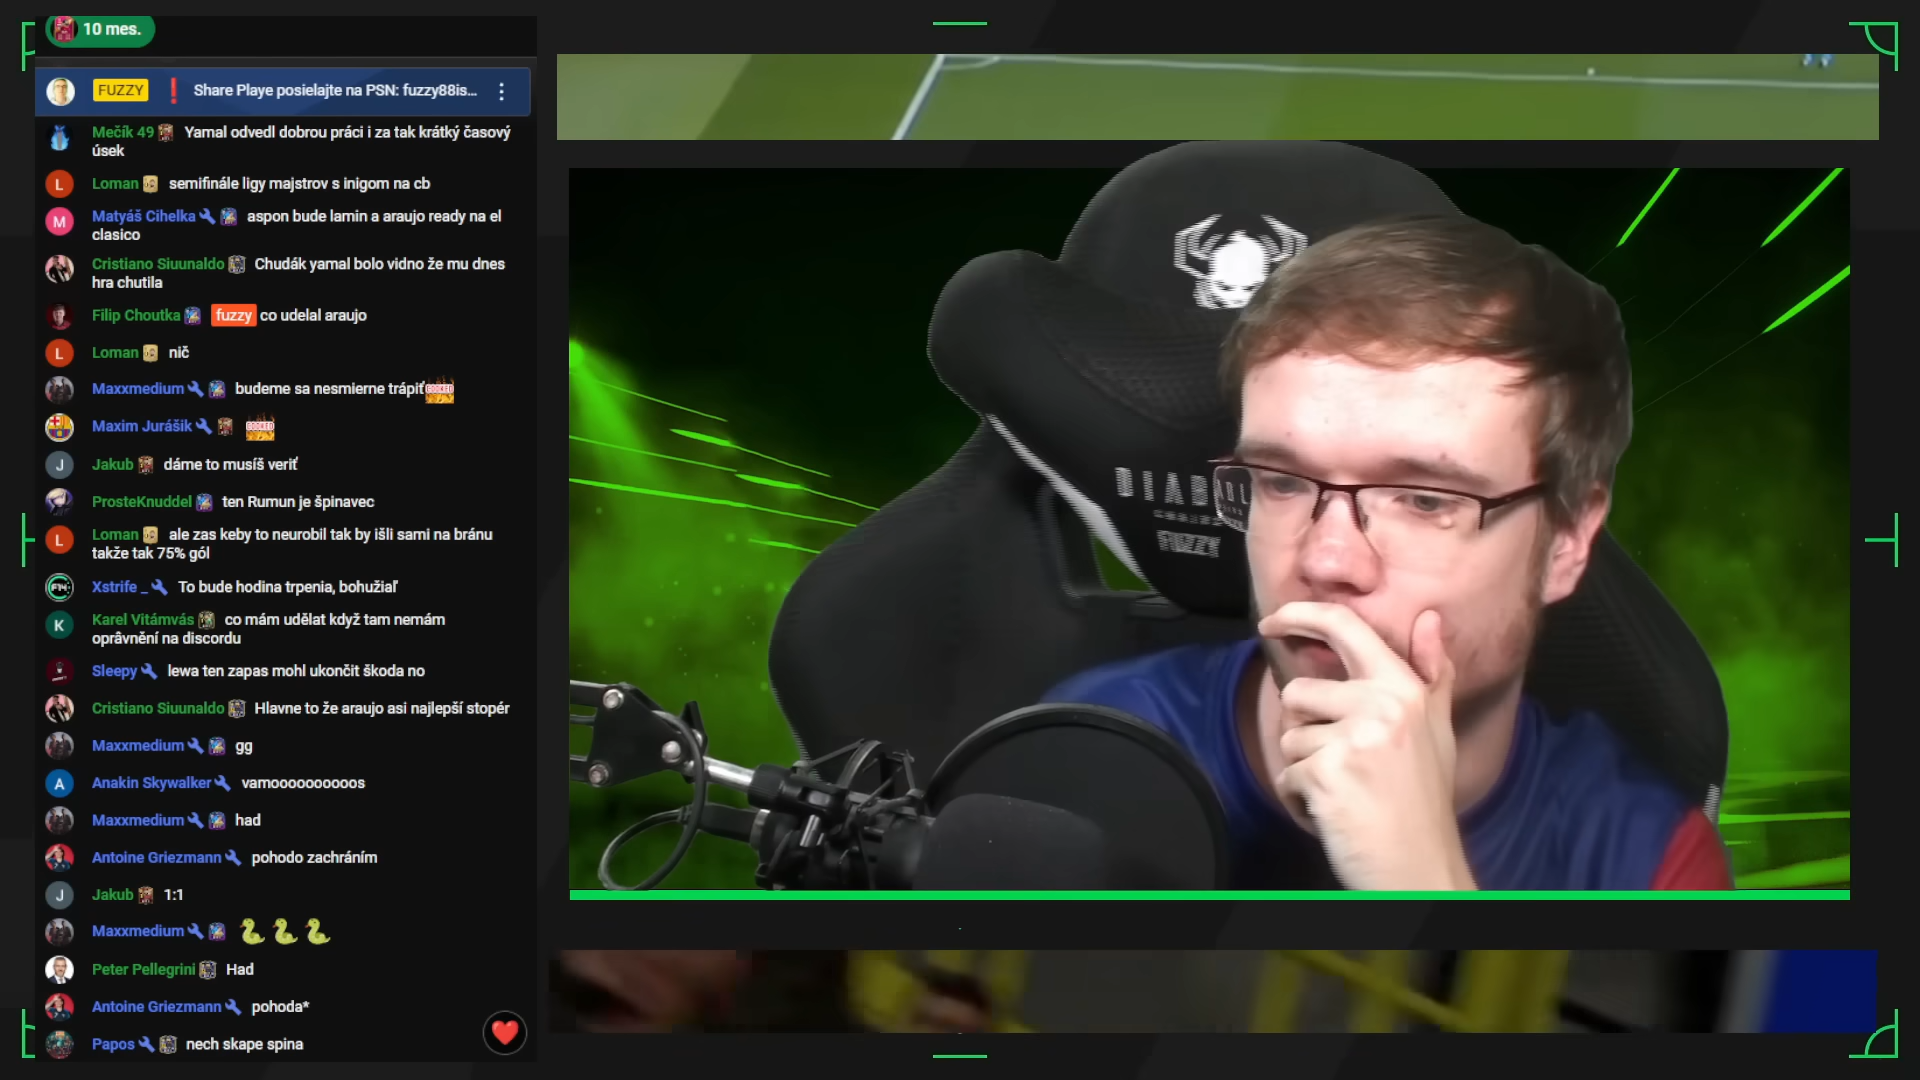 10 mes.
FUZZY ❗ Share Playe posielajte na PSN: fuzzy88is...
Mečík 49 Yamal odvedl dobrou práci i za tak krátký časový
úsek
L Loman semifinále ligy majstrov s inigom na cb
M Matyáš Cihelka aspon bude lamin a araujo ready na el
clasico
Cristiano Siuunaldo Chudák yamal bolo vidno že mu dnes
hra chutila
Filip Choutka fuzzy co udelal araujo
L Loman nič
Maxxmedium budeme sa nesmierne trápiť COOKED
Maxim Jurášik COOKED
J Jakub dáme to musíš veriť
ProsteKnuddel ten Rumun je špinavec
L Loman ale zas keby to neurobil tak by išli sami na bránu
takže tak 75% gól
Xstrife _ To bude hodina trpenia, bohužiaľ
K Karel Vitámvás co mám udělat když tam nemám
oprâvnění na discordu
Sleepy lewa ten zapas mohl ukončit škoda no
Cristiano Siuunaldo Hlavne to že araujo asi najlepší stopér
Maxxmedium gg
A Anakin Skywalker vamoooooooooos
Maxxmedium had
Antoine Griezmann pohodo zachráním
J Jakub 1:1
Maxxmedium 🐍🐍🐍
Peter Pellegrini Had
Antoine Griezmann pohoda*
Papos nech skape spina
FUZZY